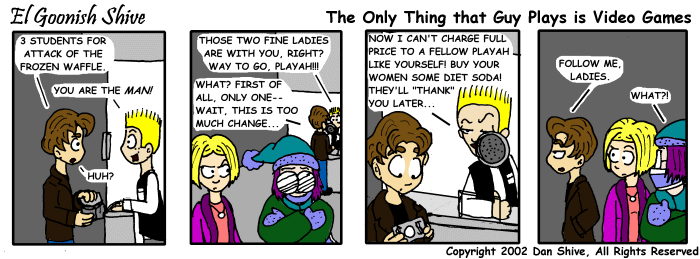 El Goonish Shive
The Only Thing that Guy Plays is Video Games
3 STUDENTS FOR
ATTACK OF THE
FROZEN WAFFLE.
YOU ARE THE MAN!!
HUH?
THOSE TWO FINE LADIES
ARE WITH YOU, RIGHT?
WAY TO GO, PLAYAH!!!
WHAT? FIRST OF
ALL, ONLY ONE--
WAIT, THIS IS TOO
MUCH CHANGE...
NOW I CAN'T CHARGE FULL
PRICE TO A FELLOW PLAYAH
LIKE YOURSELF! BUY YOUR
WOMEN SOME DIET SODA!
THEY'LL "THANK"
YOU LATER...
FOLLOW ME,
LADIES.
WHAT?!
Copyright 2002 Dan Shive, All Rights Reserved